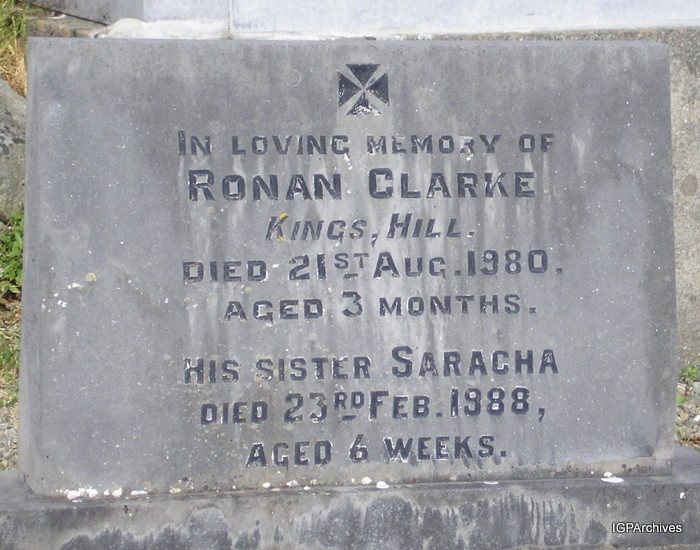 IN LOVING MEMORY OF
RONAN CLARKE
KINGS, HILL.
DIED 21ST AUG. 1980.
AGED 3 MONTHS.
HIS SISTER SARACHA
DIED 23RD FEB. 1988,
AGED 6 WEEKS.
IGPArchives